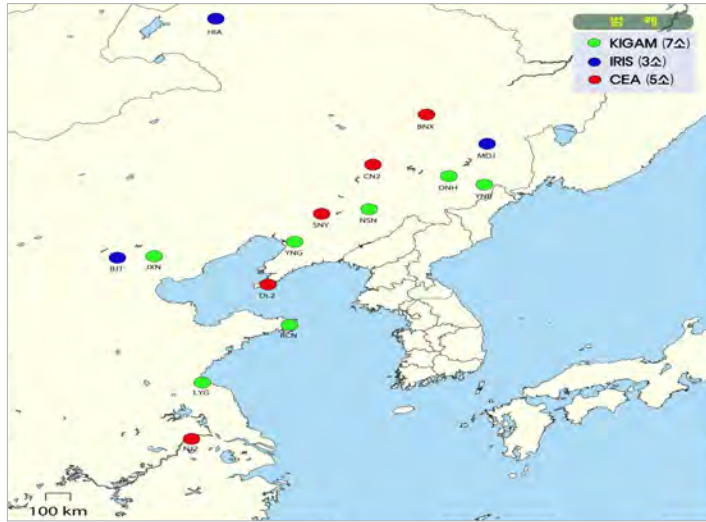 범 례
KIGAM (7소)
IRIS (3소)
CEA (5소)
HIA
BNX
MDJ
CN2
DNH
YNB
SNY
NSN
YNG
BJT
JXN
DL2
RCN
LYG
NJ2
100 km